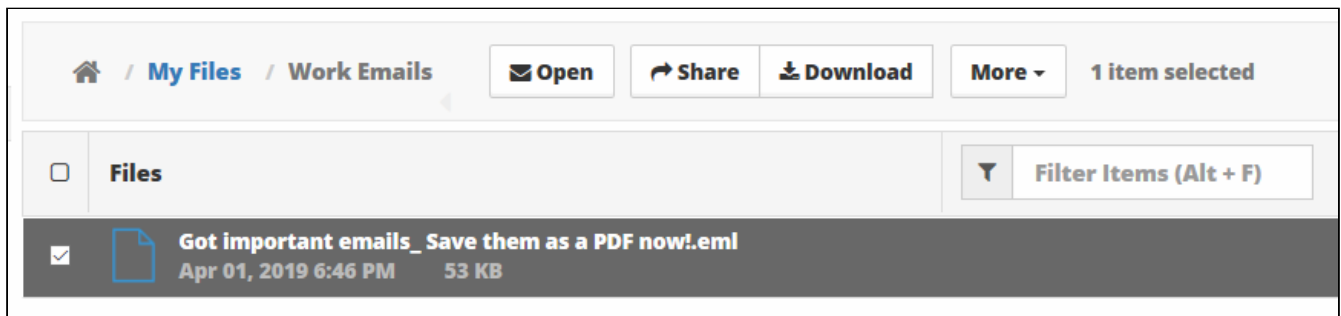 / My Files / Work Emails Open Share Download More 1 item selected
Files Filter Items (Alt + F)
Got important emails_ Save them as a PDF now!.eml
Apr 01, 2019 6:46 PM 53 KB